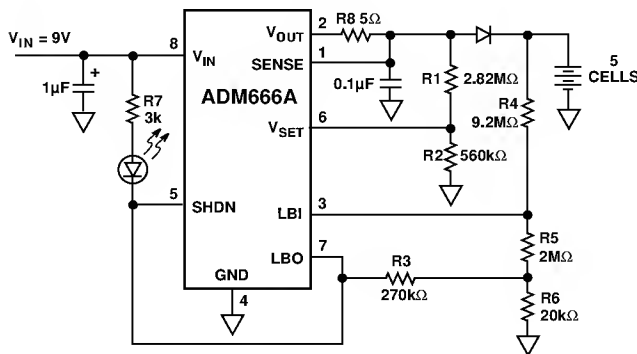 V_IN = 9V
8
V_IN
1µF
+
R7
3k
5
SHDN
ADM666A
GND
4
V_OUT
2
R8 5Ω
SENSE
1
0.1µF
R1
2.82MΩ
V_SET
6
R2
560kΩ
R4
9.2MΩ
5
CELLS
LBI
3
LBO
7
R3
270kΩ
R5
2MΩ
R6
20kΩ